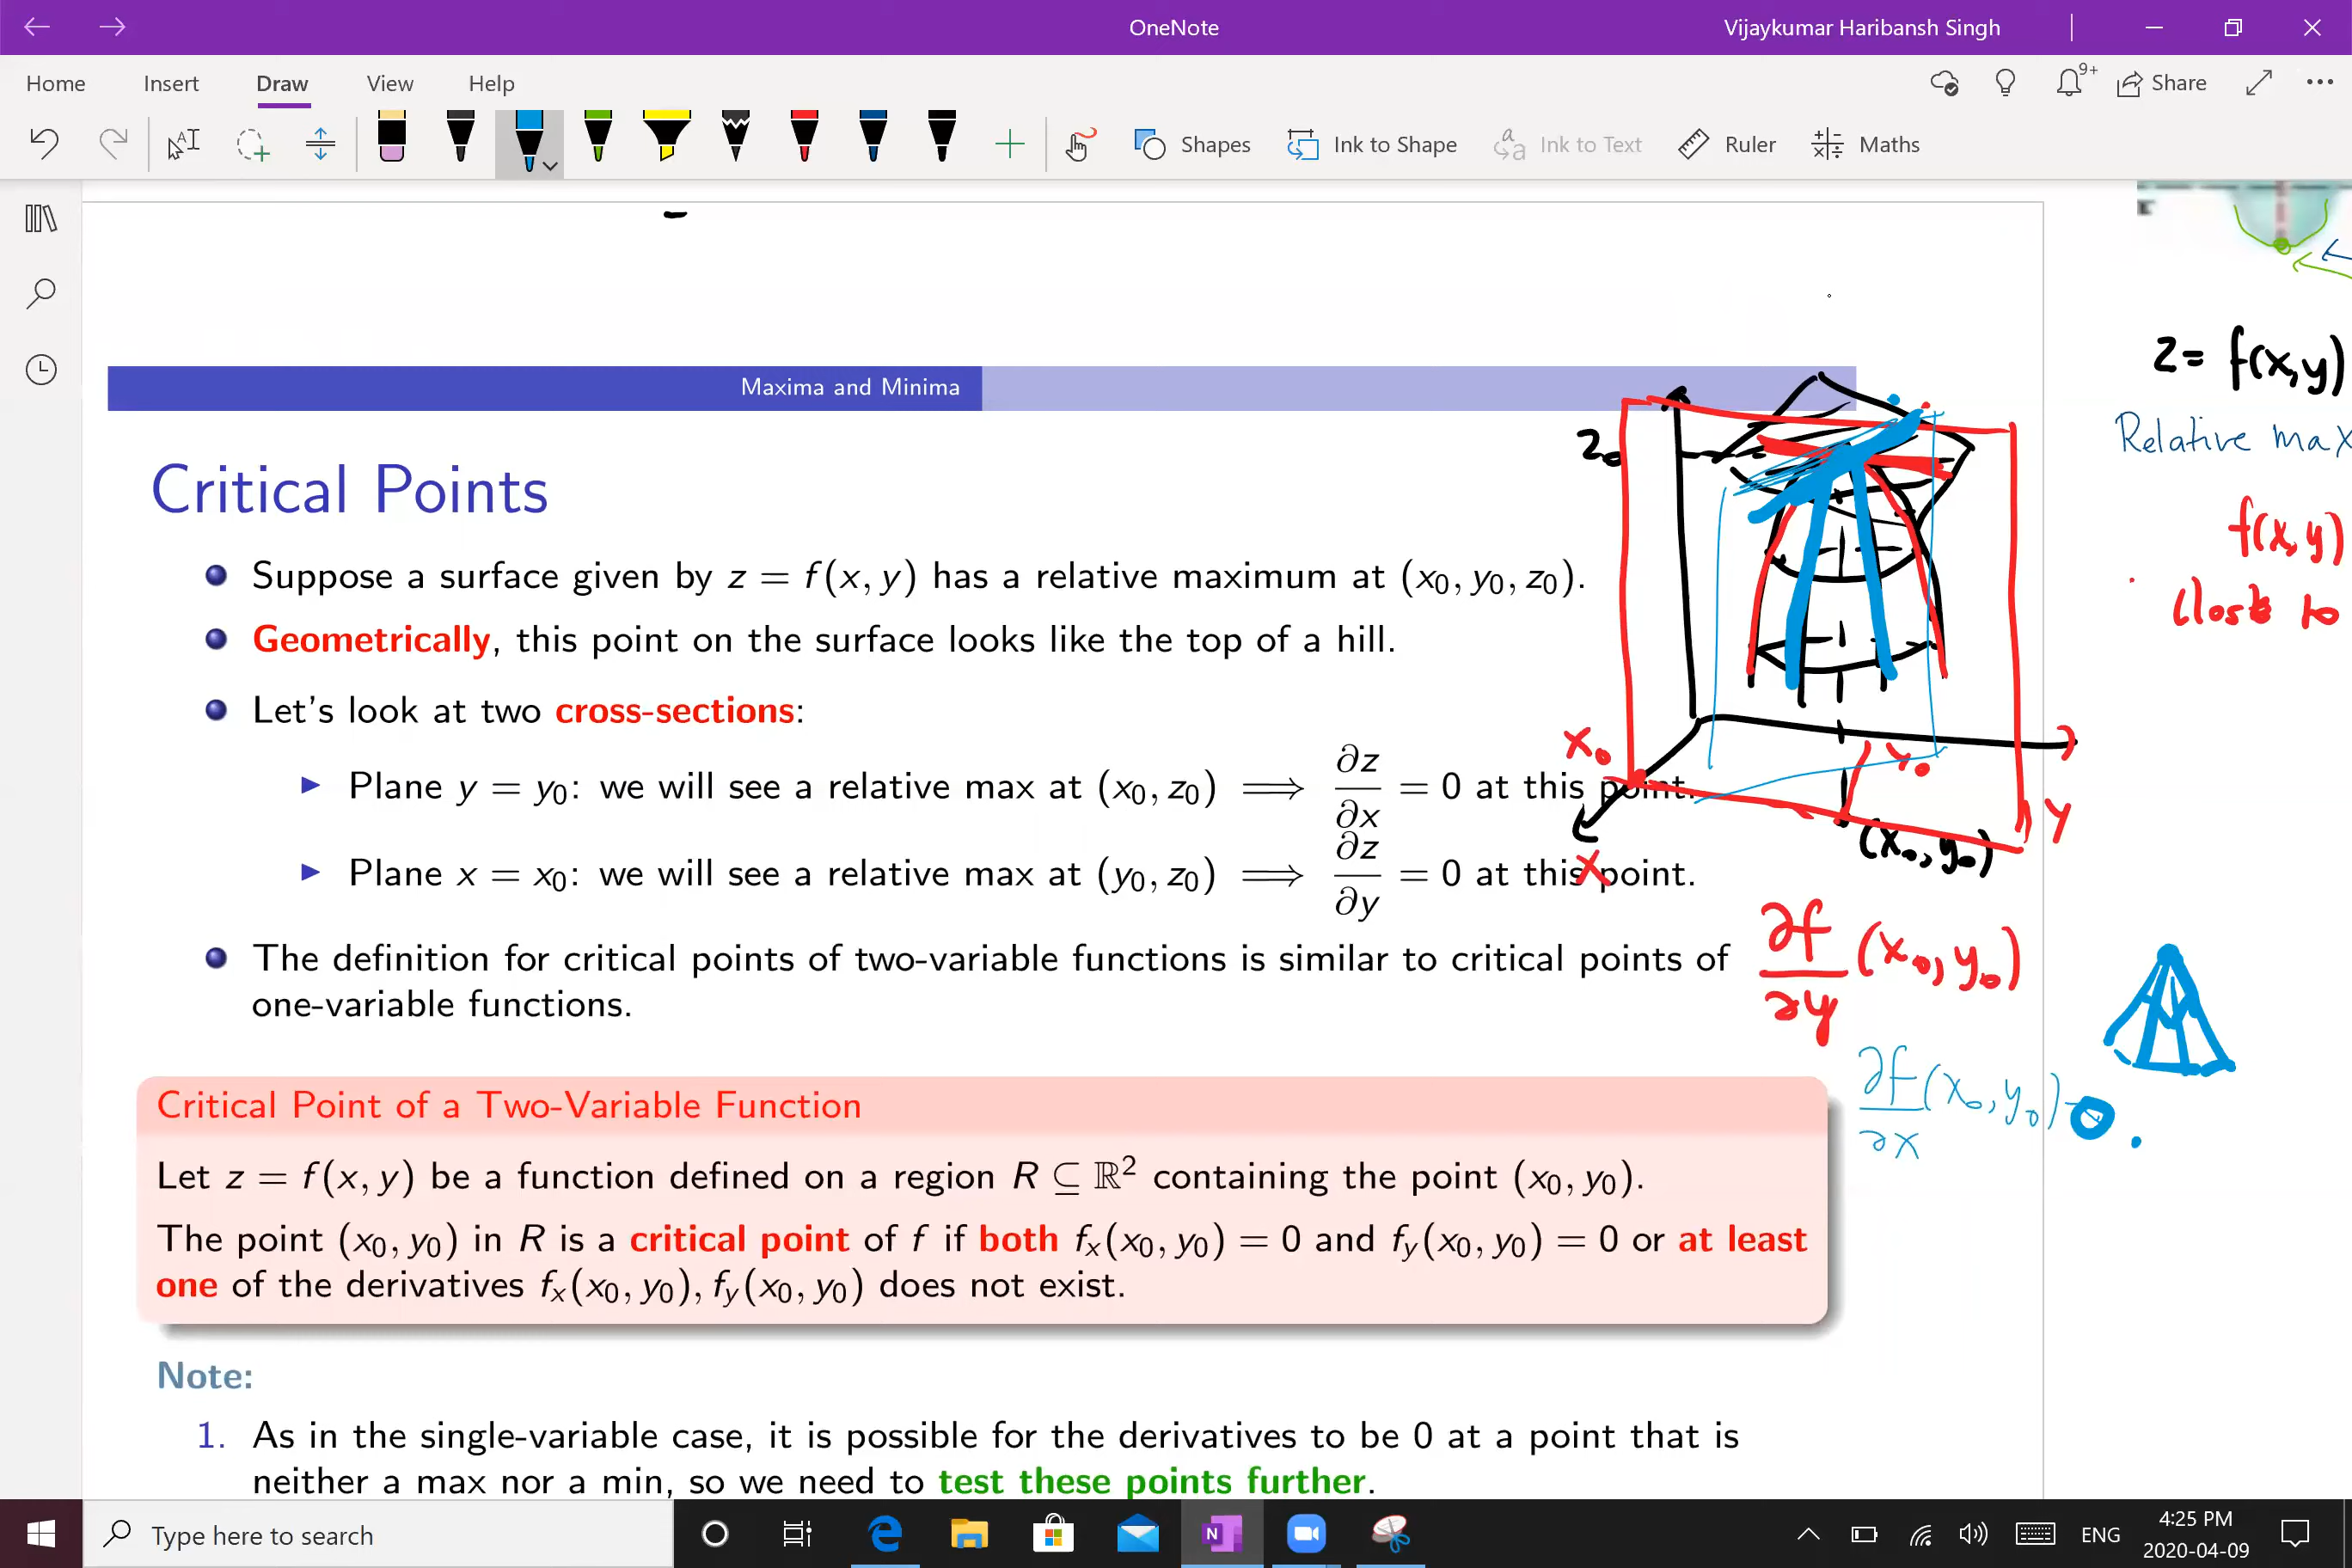 OneNote
Vijaykumar Haribansh Singh
Home Insert Draw View Help
9+
Share
Shapes
Ink to Shape
Ink to Text
Ruler
Maths
Maxima and Minima
Critical Points
• Suppose a surface given by z = f(x, y) has a relative maximum at (x₀, y₀, z₀).
• Geometrically, this point on the surface looks like the top of a hill.
• Let's look at two cross-sections:
▶ Plane y = y₀: we will see a relative max at (x₀, z₀) ⟹ ∂z/∂x = 0 at this point.
▶ Plane x = x₀: we will see a relative max at (y₀, z₀) ⟹ ∂z/∂y = 0 at this point.
• The definition for critical points of two-variable functions is similar to critical points of
one-variable functions.
Critical Point of a Two-Variable Function
Let z = f(x, y) be a function defined on a region R ⊆ ℝ² containing the point (x₀, y₀).
The point (x₀, y₀) in R is a critical point of f if both fₓ(x₀, y₀) = 0 and f_y(x₀, y₀) = 0 or at least
one of the derivatives fₓ(x₀, y₀), f_y(x₀, y₀) does not exist.
Note:
1. As in the single-variable case, it is possible for the derivatives to be 0 at a point that is
neither a max nor a min, so we need to test these points further.
z₀
x₀
y₀
y
x
(x₀, y₀)
∂f/∂y (x₀, y₀)
∂f/∂x (x₀, y₀) = 0.
z = f(x,y)
Relative max
f(x,y)
close to
Type here to search
ENG
4:25 PM
2020-04-09